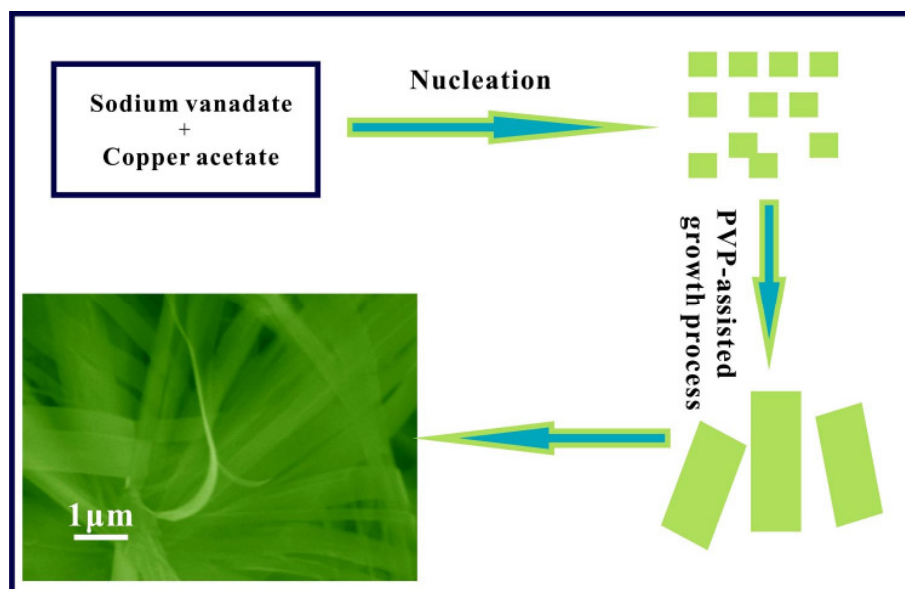 Sodium vanadate
+
Copper acetate
Nucleation
PVP-assisted
growth process
1μm